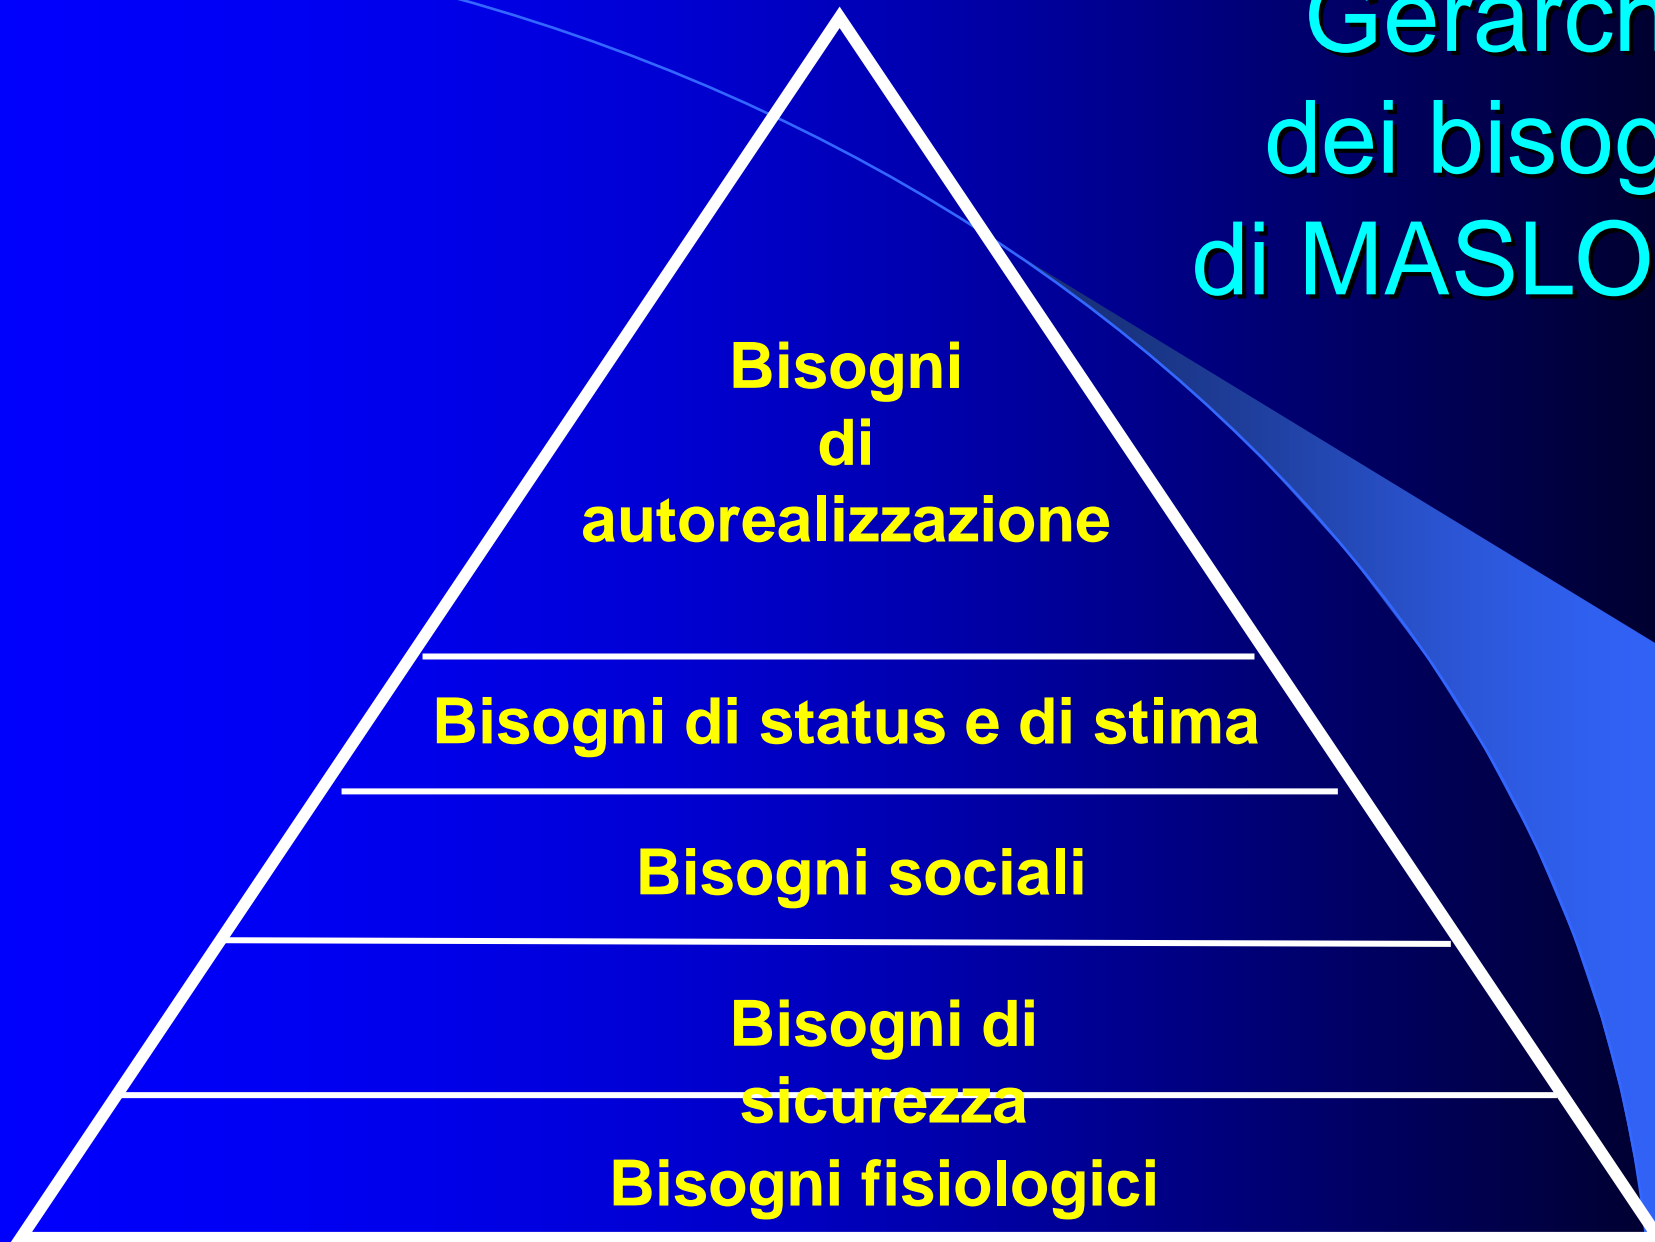 Gerarch
dei bisog
di MASLO
Bisogni
di
autorealizzazione
Bisogni di status e di stima
Bisogni sociali
Bisogni di
sicurezza
Bisogni fisiologici